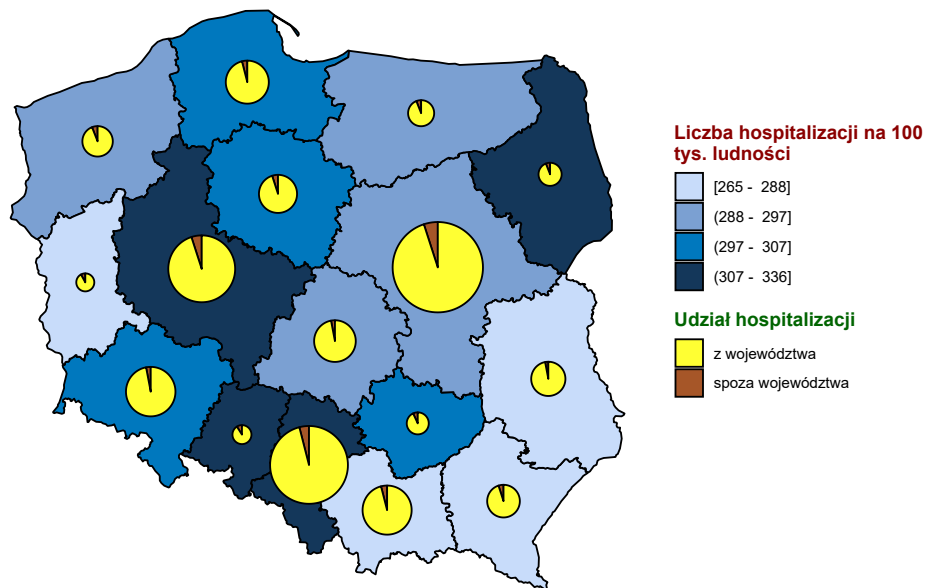 Liczba hospitalizacji na 100
tys. ludności
[265 - 288]
(288 - 297]
(297 - 307]
(307 - 336]
Udział hospitalizacji
z województwa
spoza województwa